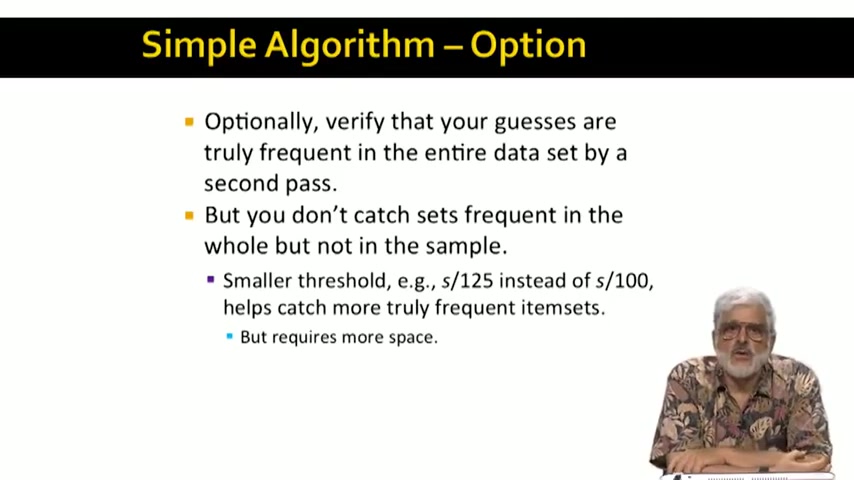 Simple Algorithm – Option
Optionally, verify that your guesses are
truly frequent in the entire data set by a
second pass.
But you don't catch sets frequent in the
whole but not in the sample.
Smaller threshold, e.g., s/125 instead of s/100,
helps catch more truly frequent itemsets.
But requires more space.